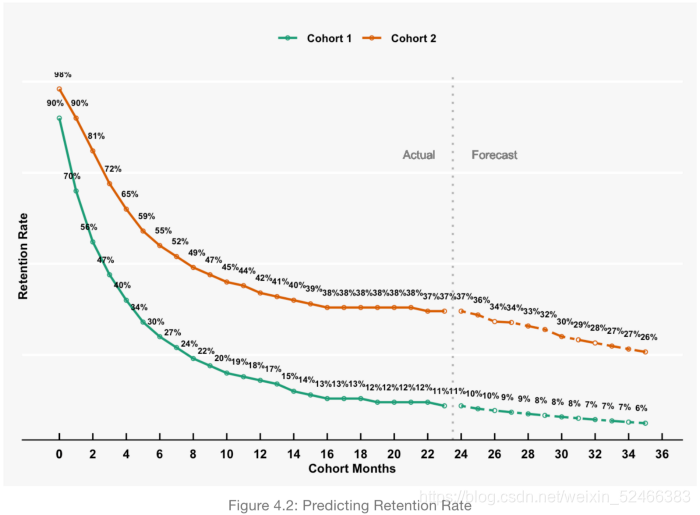 Cohort 1 Cohort 2
98%
90% 90%
81%
70% 72%
65%
56% 59%
55%
47% 52%
49%
40% 47%
45% 44%
34% 42% 41% 40% 39% 38% 38% 38% 38% 38% 38% 37% 37% 37% 36% 34% 34% 33% 32% 30% 29% 28% 27% 27% 26%
30%
27%
24%
22%
20% 19% 18% 17%
15% 14% 13% 13% 13% 12% 12% 12% 12% 11% 11% 10% 10% 9% 9% 8% 8% 8% 7% 7% 7% 6%
Actual Forecast
Retention Rate
0 2 4 6 8 10 12 14 16 18 20 22 24 26 28 30 32 34 36
Cohort Months
https://blog.csdn.net/weixin_52466383
Figure 4.2: Predicting Retention Rate